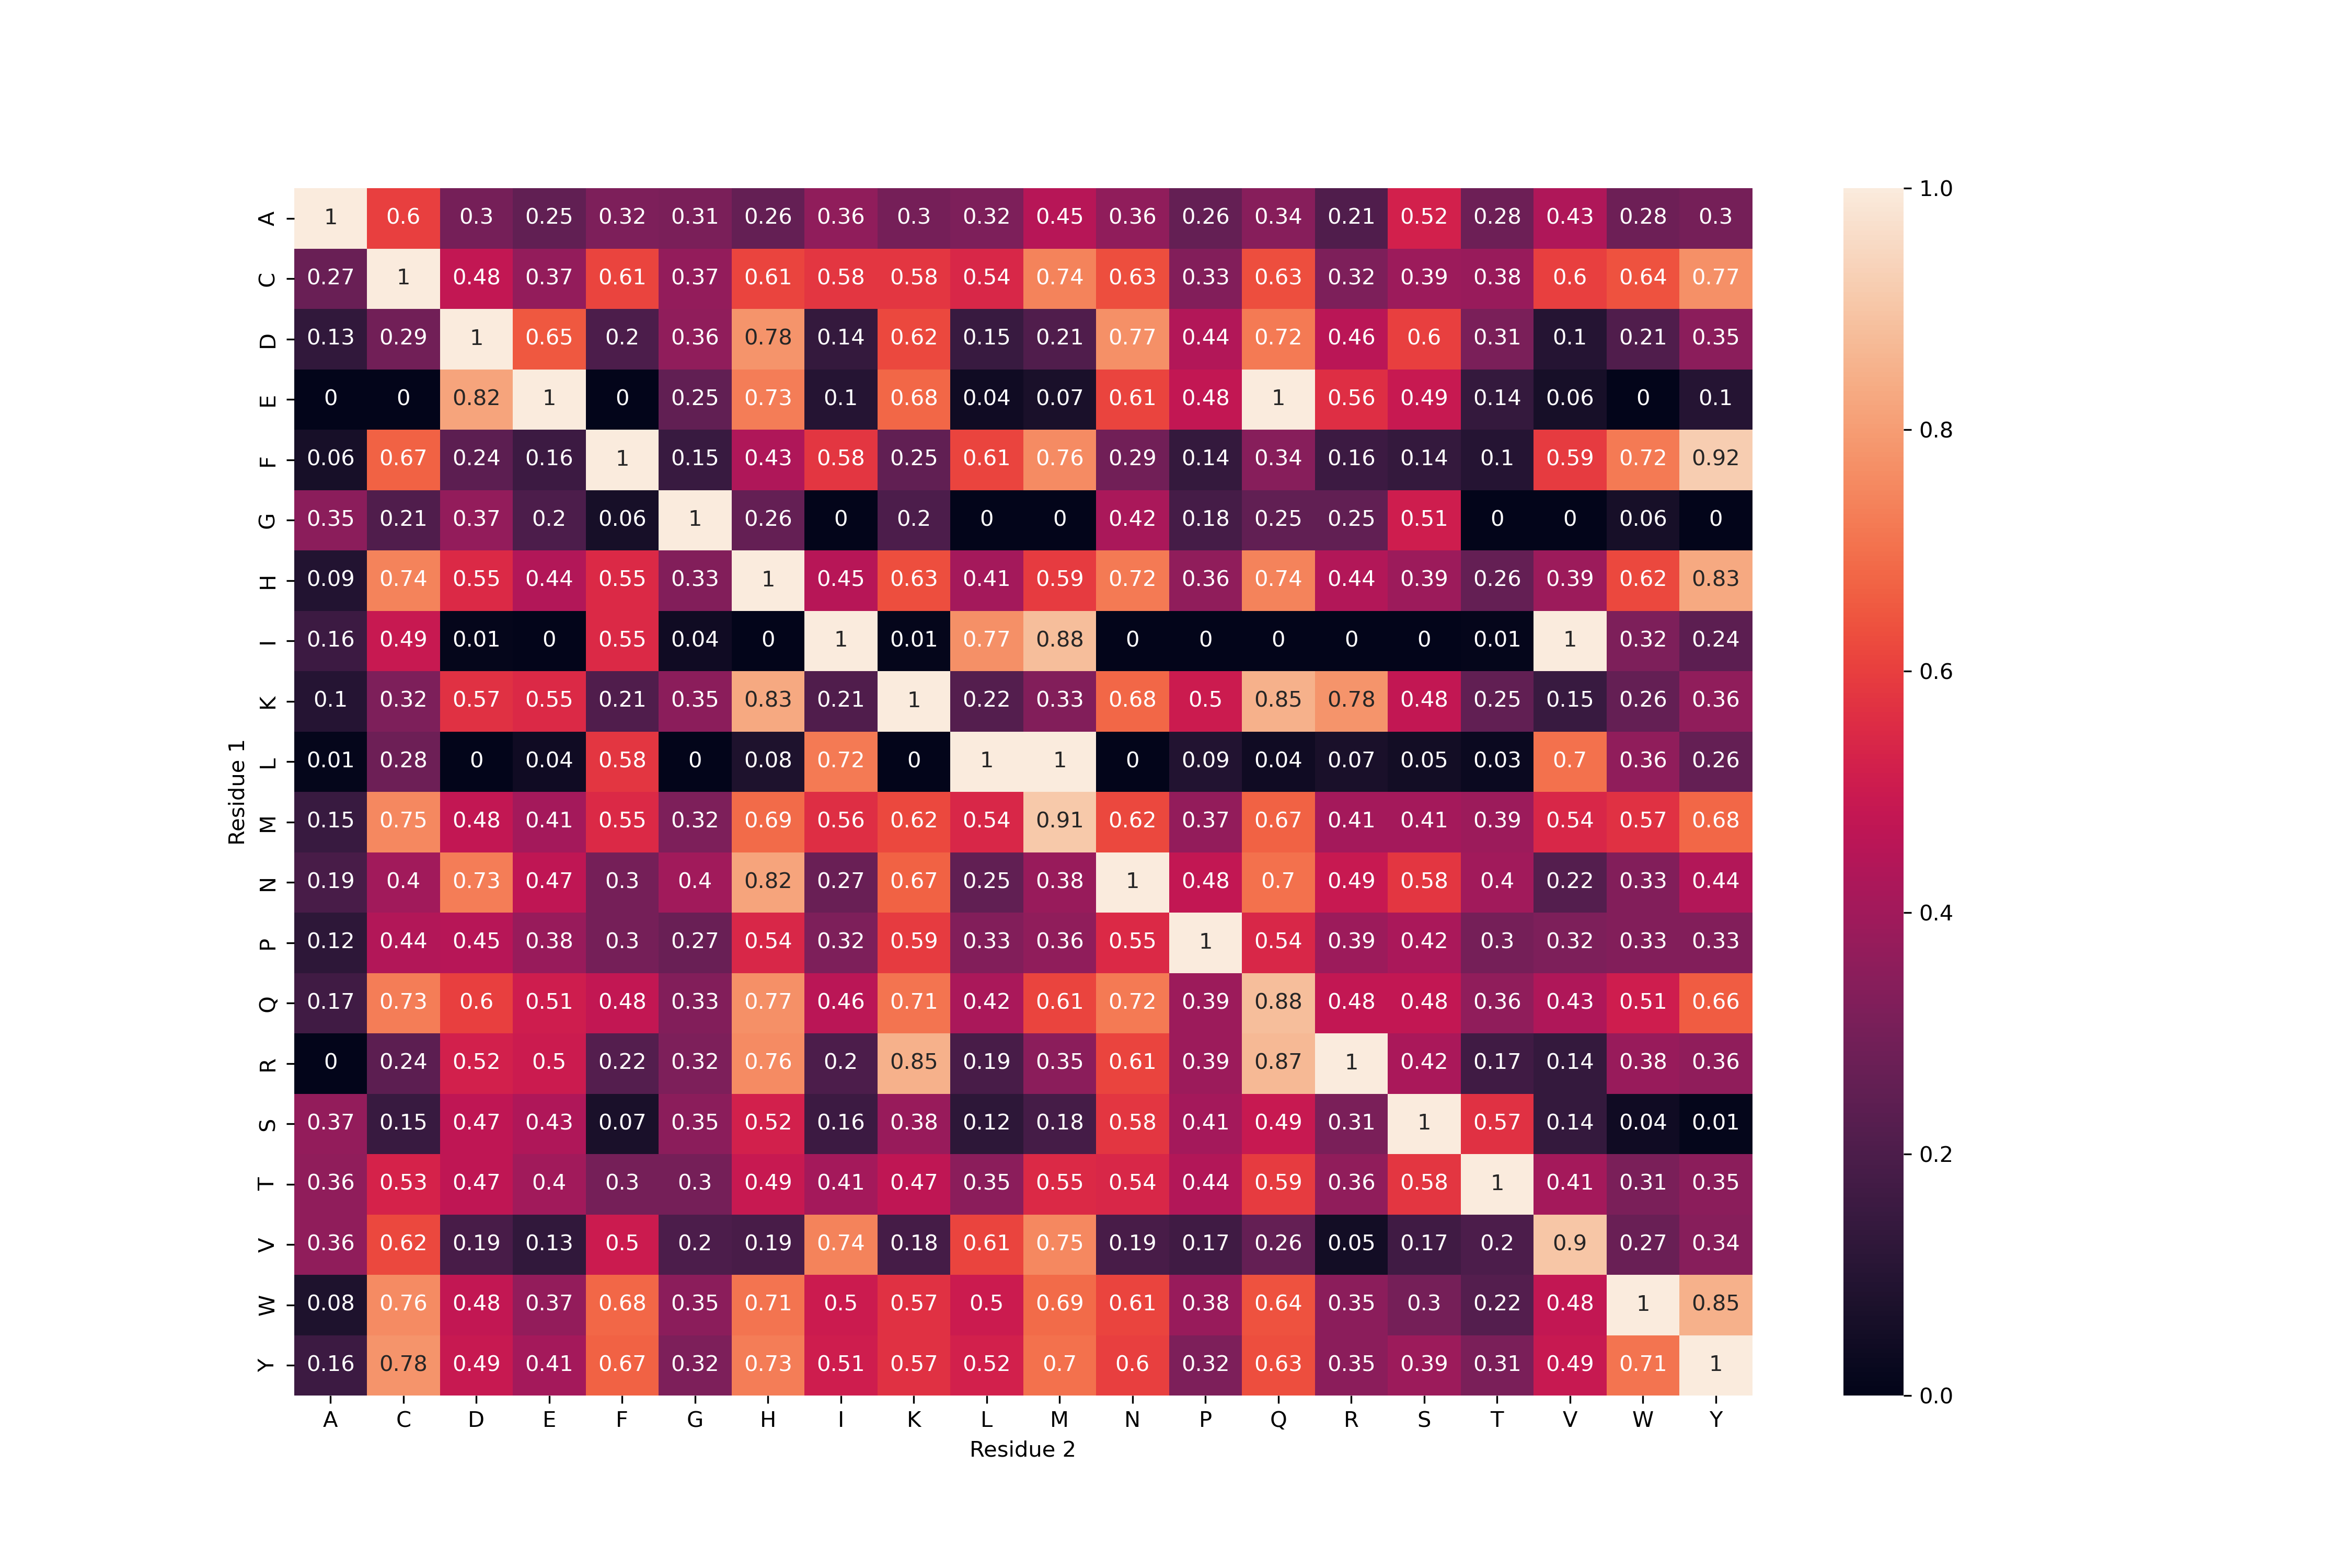 A 1 0.6 0.3 0.25 0.32 0.31 0.26 0.36 0.3 0.32 0.45 0.36 0.26 0.34 0.21 0.52 0.28 0.43 0.28 0.3
C 0.27 1 0.48 0.37 0.61 0.37 0.61 0.58 0.58 0.54 0.74 0.63 0.33 0.63 0.32 0.39 0.38 0.6 0.64 0.77
D 0.13 0.29 1 0.65 0.2 0.36 0.78 0.14 0.62 0.15 0.21 0.77 0.44 0.72 0.46 0.6 0.31 0.1 0.21 0.35
E 0 0 0.82 1 0 0.25 0.73 0.1 0.68 0.04 0.07 0.61 0.48 1 0.56 0.49 0.14 0.06 0 0.1
F 0.06 0.67 0.24 0.16 1 0.15 0.43 0.58 0.25 0.61 0.76 0.29 0.14 0.34 0.16 0.14 0.1 0.59 0.72 0.92
G 0.35 0.21 0.37 0.2 0.06 1 0.26 0 0.2 0 0 0.42 0.18 0.25 0.25 0.51 0 0 0.06 0
H 0.09 0.74 0.55 0.44 0.55 0.33 1 0.45 0.63 0.41 0.59 0.72 0.36 0.74 0.44 0.39 0.26 0.39 0.62 0.83
I 0.16 0.49 0.01 0 0.55 0.04 0 1 0.01 0.77 0.88 0 0 0 0 0 0.01 1 0.32 0.24
K 0.1 0.32 0.57 0.55 0.21 0.35 0.83 0.21 1 0.22 0.33 0.68 0.5 0.85 0.78 0.48 0.25 0.15 0.26 0.36
L 0.01 0.28 0 0.04 0.58 0 0.08 0.72 0 1 1 0 0.09 0.04 0.07 0.05 0.03 0.7 0.36 0.26
M 0.15 0.75 0.48 0.41 0.55 0.32 0.69 0.56 0.62 0.54 0.91 0.62 0.37 0.67 0.41 0.41 0.39 0.54 0.57 0.68
N 0.19 0.4 0.73 0.47 0.3 0.4 0.82 0.27 0.67 0.25 0.38 1 0.48 0.7 0.49 0.58 0.4 0.22 0.33 0.44
P 0.12 0.44 0.45 0.38 0.3 0.27 0.54 0.32 0.59 0.33 0.36 0.55 1 0.54 0.39 0.42 0.3 0.32 0.33 0.33
Q 0.17 0.73 0.6 0.51 0.48 0.33 0.77 0.46 0.71 0.42 0.61 0.72 0.39 0.88 0.48 0.48 0.36 0.43 0.51 0.66
R 0 0.24 0.52 0.5 0.22 0.32 0.76 0.2 0.85 0.19 0.35 0.61 0.39 0.87 1 0.42 0.17 0.14 0.38 0.36
S 0.37 0.15 0.47 0.43 0.07 0.35 0.52 0.16 0.38 0.12 0.18 0.58 0.41 0.49 0.31 1 0.57 0.14 0.04 0.01
T 0.36 0.53 0.47 0.4 0.3 0.3 0.49 0.41 0.47 0.35 0.55 0.54 0.44 0.59 0.36 0.58 1 0.41 0.31 0.35
V 0.36 0.62 0.19 0.13 0.5 0.2 0.19 0.74 0.18 0.61 0.75 0.19 0.17 0.26 0.05 0.17 0.2 0.9 0.27 0.34
W 0.08 0.76 0.48 0.37 0.68 0.35 0.71 0.5 0.57 0.5 0.69 0.61 0.38 0.64 0.35 0.3 0.22 0.48 1 0.85
Y 0.16 0.78 0.49 0.41 0.67 0.32 0.73 0.51 0.57 0.52 0.7 0.6 0.32 0.63 0.35 0.39 0.31 0.49 0.71 1
A C D E F G H I K L M N P Q R S T V W Y
Residue 2
Residue 1
1.0
0.8
0.6
0.4
0.2
0.0